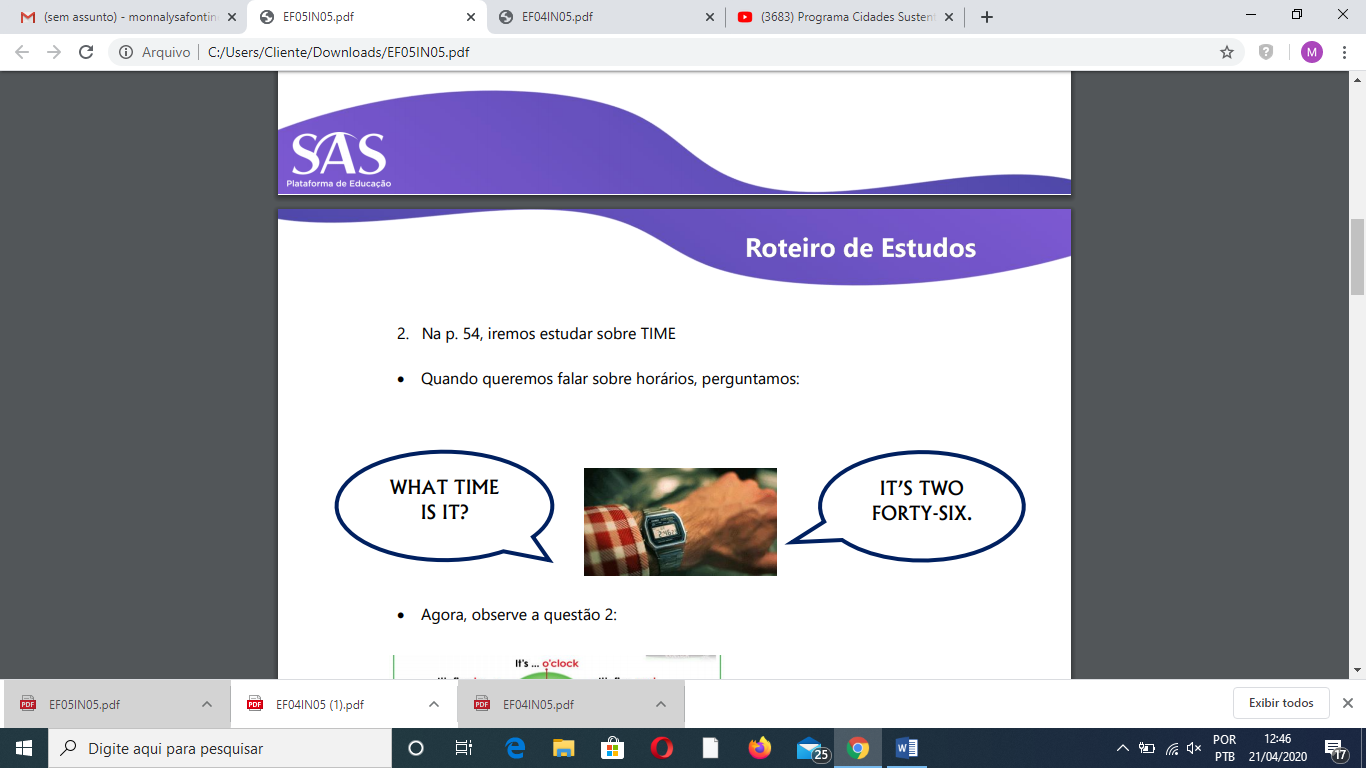 (sem assunto) - monnalysafontin
EF05IN05.pdf
EF04IN05.pdf
(3683) Programa Cidades Sustent
Arquivo
C:/Users/Cliente/Downloads/EF05IN05.pdf
M
SAS
Plataforma de Educação
Roteiro de Estudos
2. Na p. 54, iremos estudar sobre TIME
• Quando queremos falar sobre horários, perguntamos:
WHAT TIME
IS IT?
2:46
IT'S TWO
FORTY-SIX.
• Agora, observe a questão 2:
It's ... o'clock
EF05IN05.pdf
EF04IN05 (1).pdf
EF04IN05.pdf
Exibir todos
Digite aqui para pesquisar
25
POR
PTB
12:46
21/04/2020
17